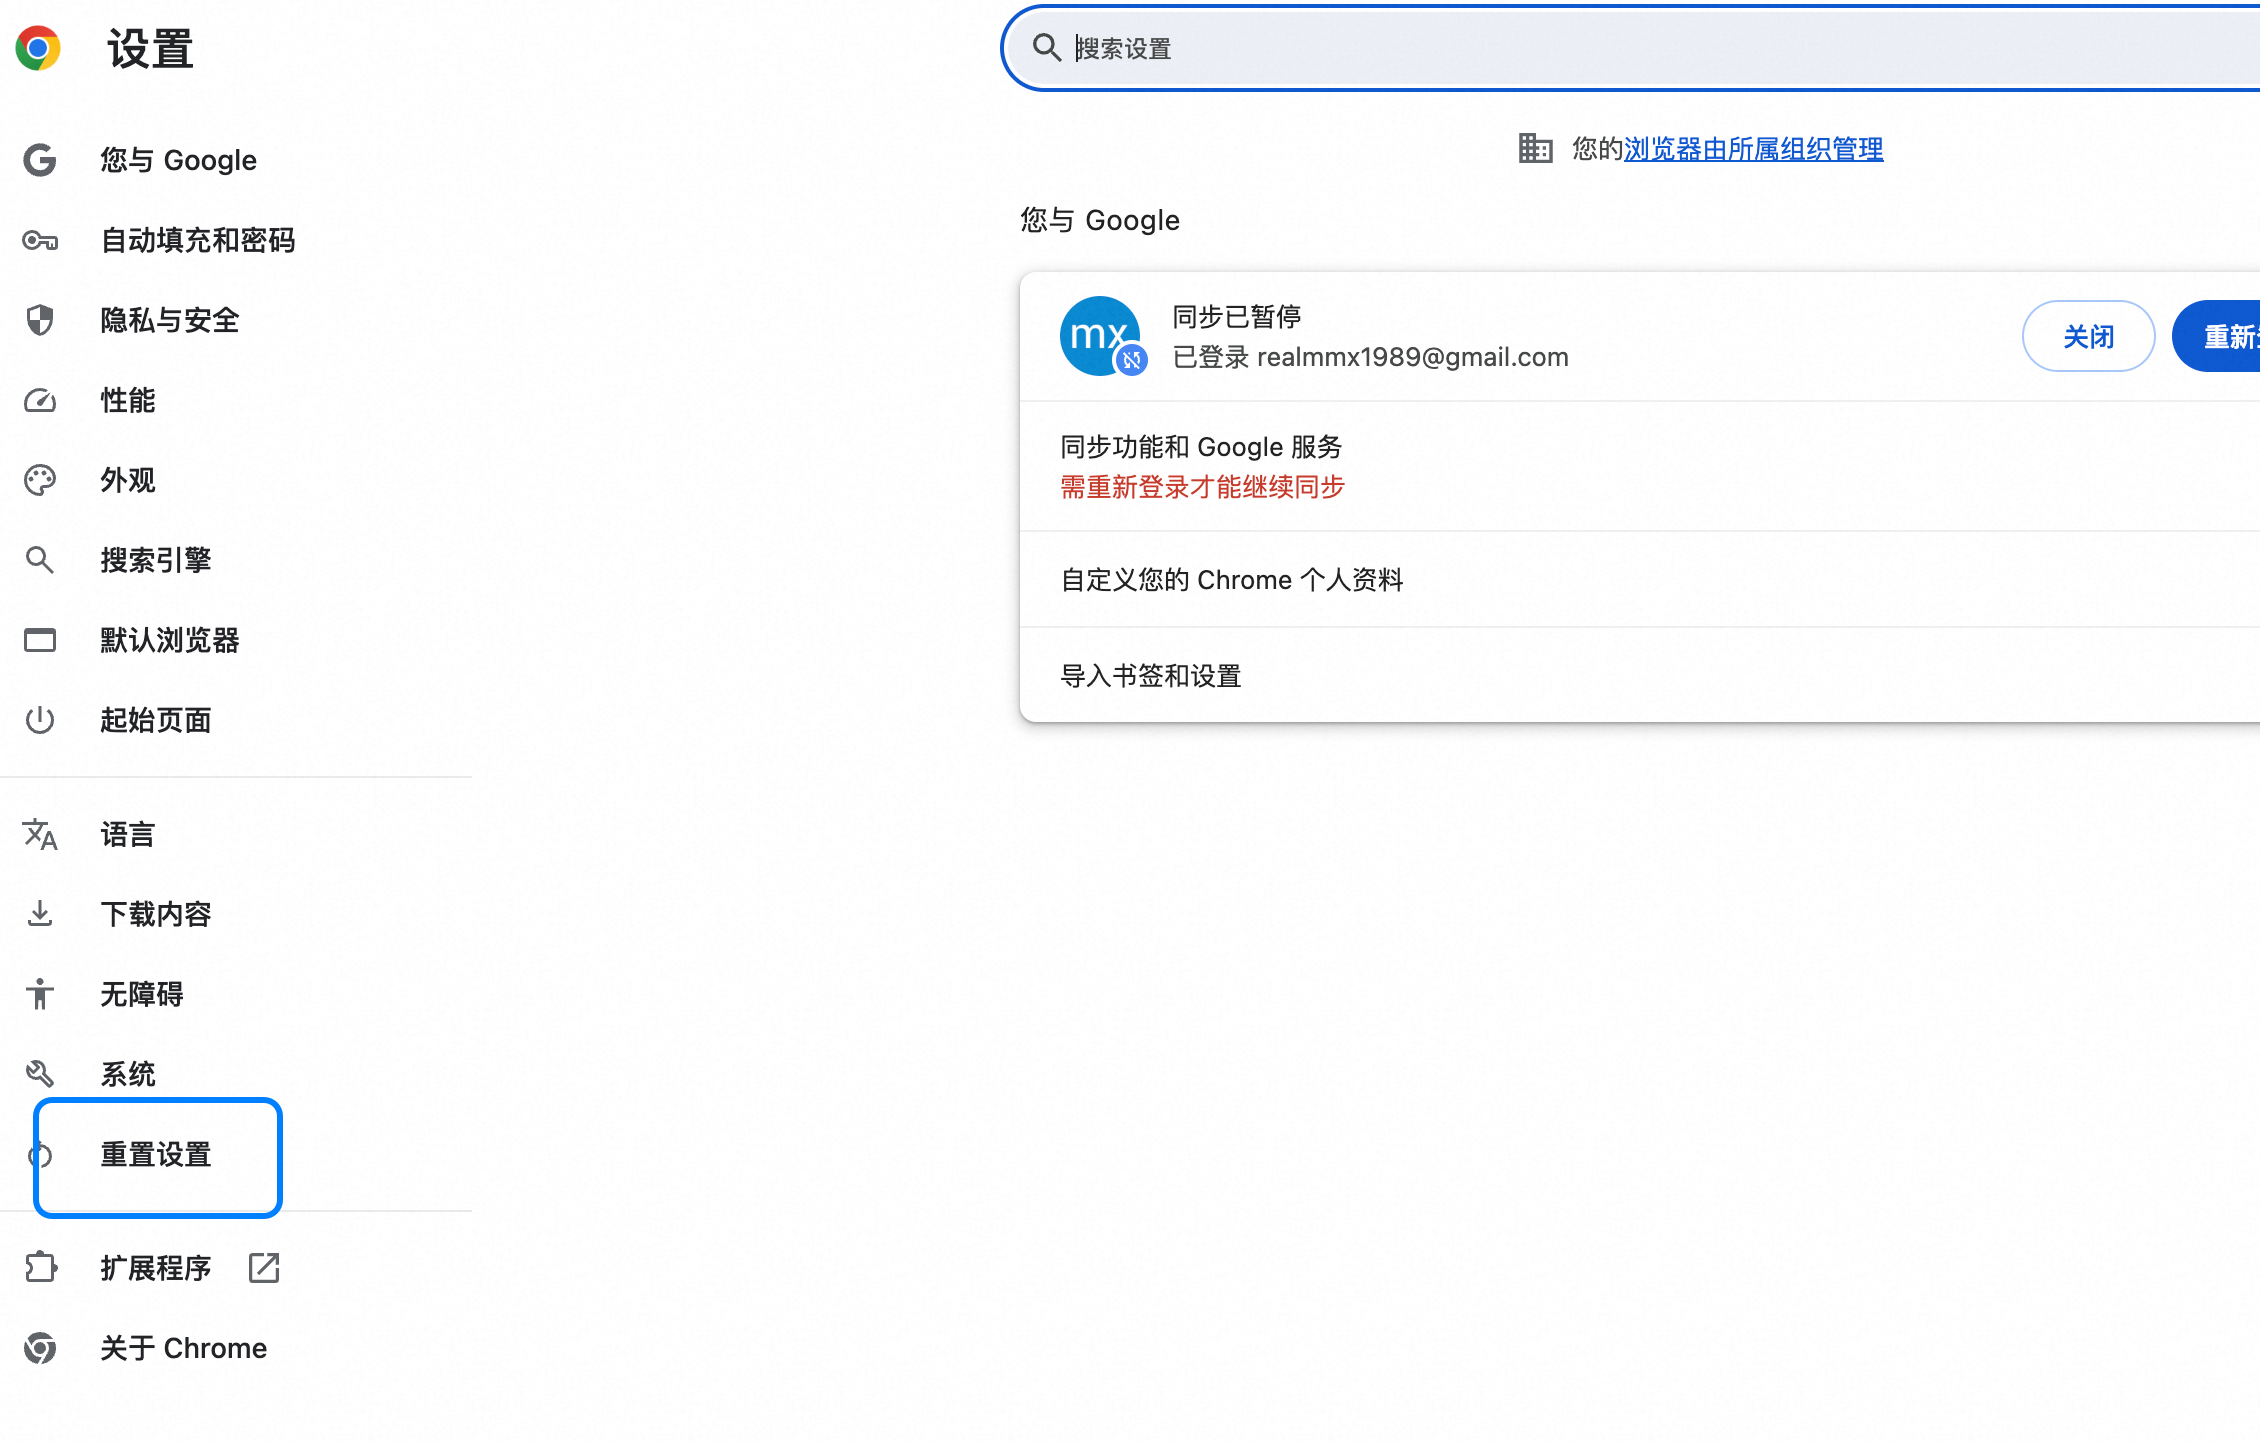 设置
搜索设置
您与 Google
自动填充和密码
隐私与安全
性能
外观
搜索引擎
默认浏览器
起始页面
语言
下载内容
无障碍
系统
重置设置
扩展程序
关于 Chrome
您的浏览器由所属组织管理
您与 Google
mx
同步已暂停
已登录 realmmx1989@gmail.com
关闭
重新
同步功能和 Google 服务
需重新登录才能继续同步
自定义您的 Chrome 个人资料
导入书签和设置